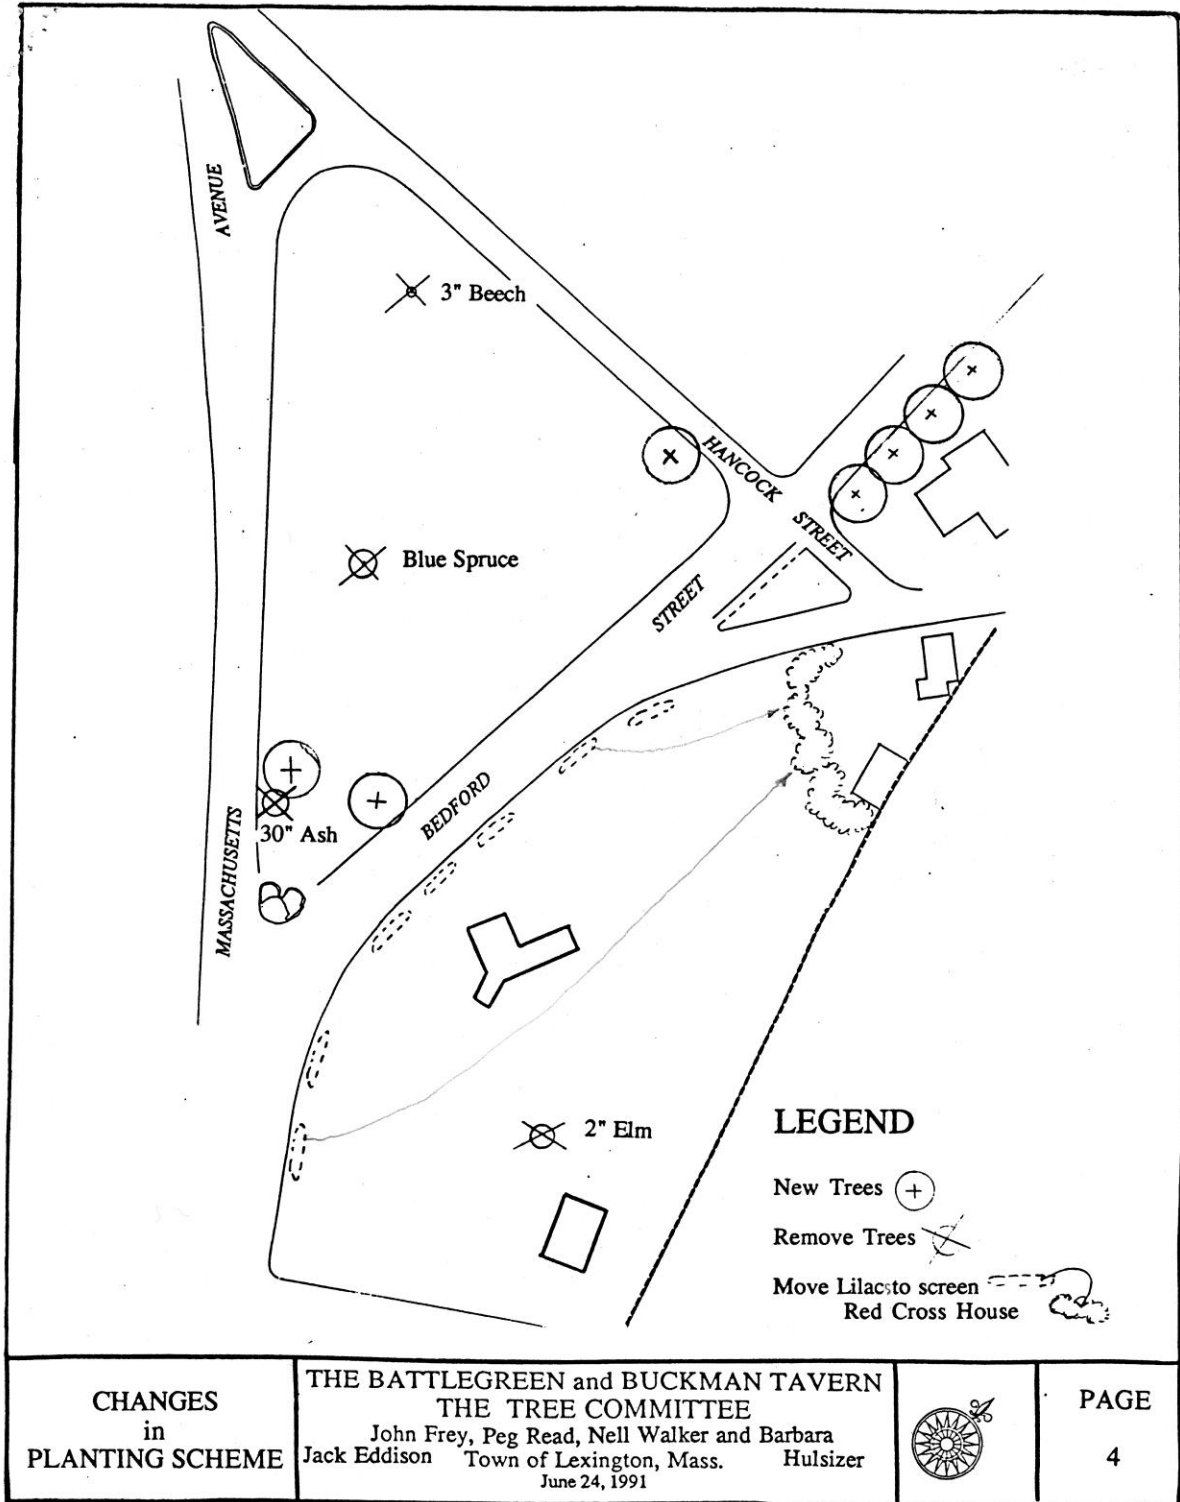 AVENUE
3" Beech
HANCOCK
STREET
Blue Spruce
STREET
BEDFORD
30" Ash
MASSACHUSETTS
2" Elm
LEGEND
New Trees
Remove Trees
Move Lilacs to screen
Red Cross House
CHANGES
in
PLANTING SCHEME
THE BATTLEGREEN and BUCKMAN TAVERN
THE TREE COMMITTEE
John Frey, Peg Read, Nell Walker and Barbara
Jack Eddison Town of Lexington, Mass. Hulsizer
June 24, 1991
PAGE
4